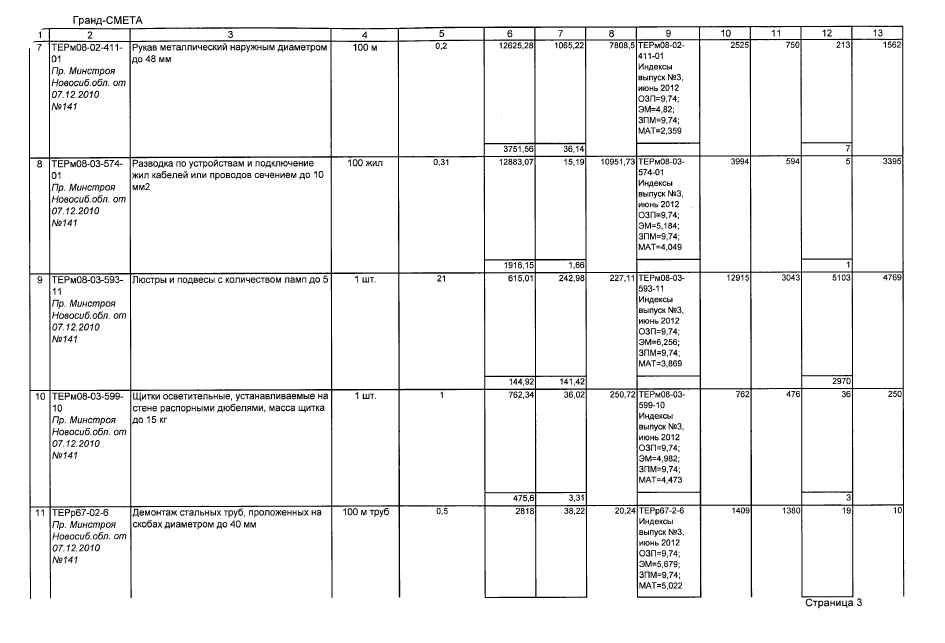 Гранд-СМЕТА
1 2 3 4 5 6 7 8 9 10 11 12 13
7 ТЕРм08-02-411- Рукав металлический наружным диаметром 100 м 0,2 12625,28 1065,22 7808,5 ТЕРм08-02- 2525 750 213 1562
01 до 48 мм 411-01
Пр. Минстроя Индексы
Новосиб.обл. от выпуск №3,
07.12.2010 июнь 2012
№141 ОЗП=9,74;
ЭМ=4,82;
ЗПМ=9,74;
МАТ=2,359
3751,56 36,14 7
8 ТЕРм08-03-574- Разводка по устройствам и подключение 100 жил 0,31 12883,07 15,19 10951,73 ТЕРм08-03- 3994 594 5 3395
01 жил кабелей или проводов сечением до 10 574-01
Пр. Минстроя мм2 Индексы
Новосиб.обл. от выпуск №3,
07.12.2010 июнь 2012
№141 ОЗП=9,74;
ЭМ=5,184;
ЗПМ=9,74;
МАТ=4,049
1916,15 1,66 1
9 ТЕРм08-03-593- Люстры и подвесы с количеством ламп до 5 1 шт. 21 615,01 242,98 227,11 ТЕРм08-03- 12915 3043 5103 4769
11 593-11
Пр. Минстроя Индексы
Новосиб.обл. от выпуск №3,
07.12.2010 июнь 2012
№141 ОЗП=9,74;
ЭМ=6,256;
ЗПМ=9,74;
МАТ=3,869
144,92 141,42 2970
10 ТЕРм08-03-599- Щитки осветительные, устанавливаемые на 1 шт. 1 762,34 36,02 250,72 ТЕРм08-03- 762 476 36 250
10 стене распорными дюбелями, масса щитка 599-10
Пр. Минстроя до 15 кг Индексы
Новосиб.обл. от выпуск №3,
07.12.2010 июнь 2012
№141 ОЗП=9,74;
ЭМ=4,982;
ЗПМ=9,74;
МАТ=4,473
475,6 3,31 3
11 ТЕРр67-02-6 Демонтаж стальных труб, проложенных на 100 м труб 0,5 2818 38,22 20,24 ТЕРр67-2-6 1409 1380 19 10
Пр. Минстроя скобах диаметром до 40 мм Индексы
Новосиб.обл. от выпуск №3,
07.12.2010 июнь 2012
№141 ОЗП=9,74;
ЭМ=5,679;
ЗПМ=9,74;
МАТ=5,022
Страница 3